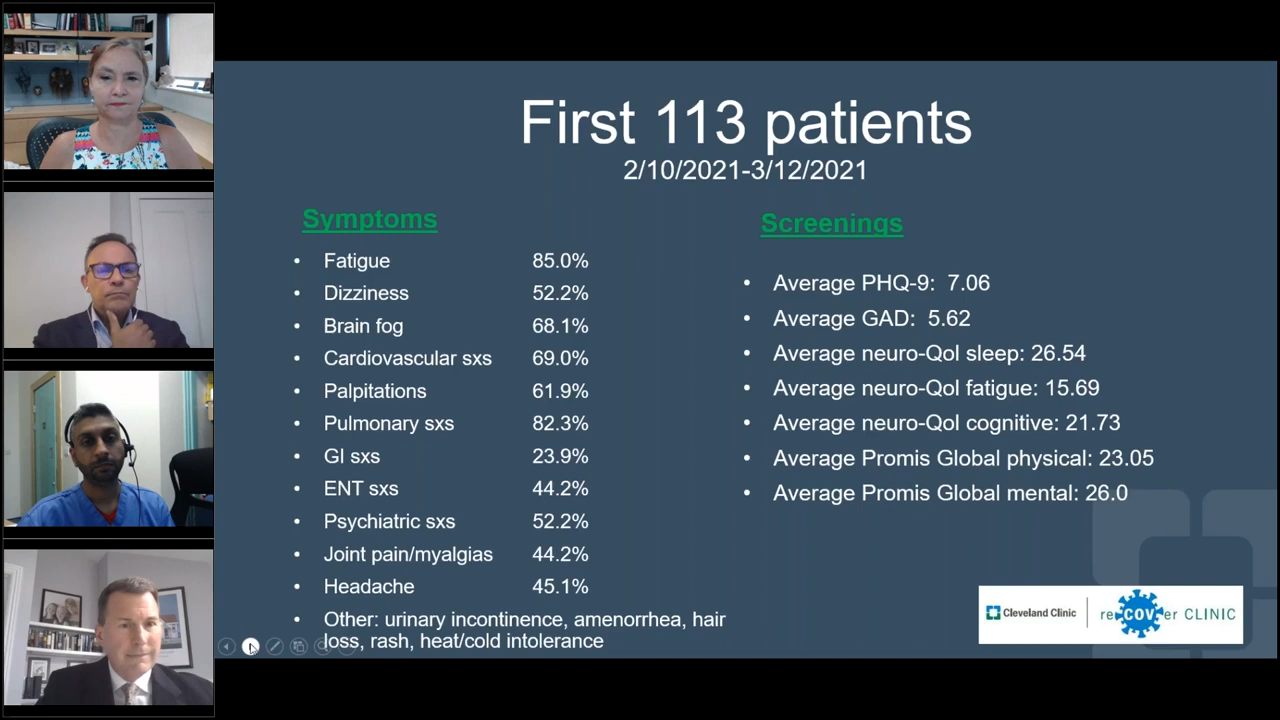 First 113 patients
2/10/2021-3/12/2021
Symptoms
• Fatigue 85.0%
• Dizziness 52.2%
• Brain fog 68.1%
• Cardiovascular sxs 69.0%
• Palpitations 61.9%
• Pulmonary sxs 82.3%
• GI sxs 23.9%
• ENT sxs 44.2%
• Psychiatric sxs 52.2%
• Joint pain/myalgias 44.2%
• Headache 45.1%
• Other: urinary incontinence, amenorrhea, hair
loss, rash, heat/cold intolerance
Screenings
• Average PHQ-9: 7.06
• Average GAD: 5.62
• Average neuro-Qol sleep: 26.54
• Average neuro-Qol fatigue: 15.69
• Average neuro-Qol cognitive: 21.73
• Average Promis Global physical: 23.05
• Average Promis Global mental: 26.0
Cleveland Clinic
reCOVer CLINIC